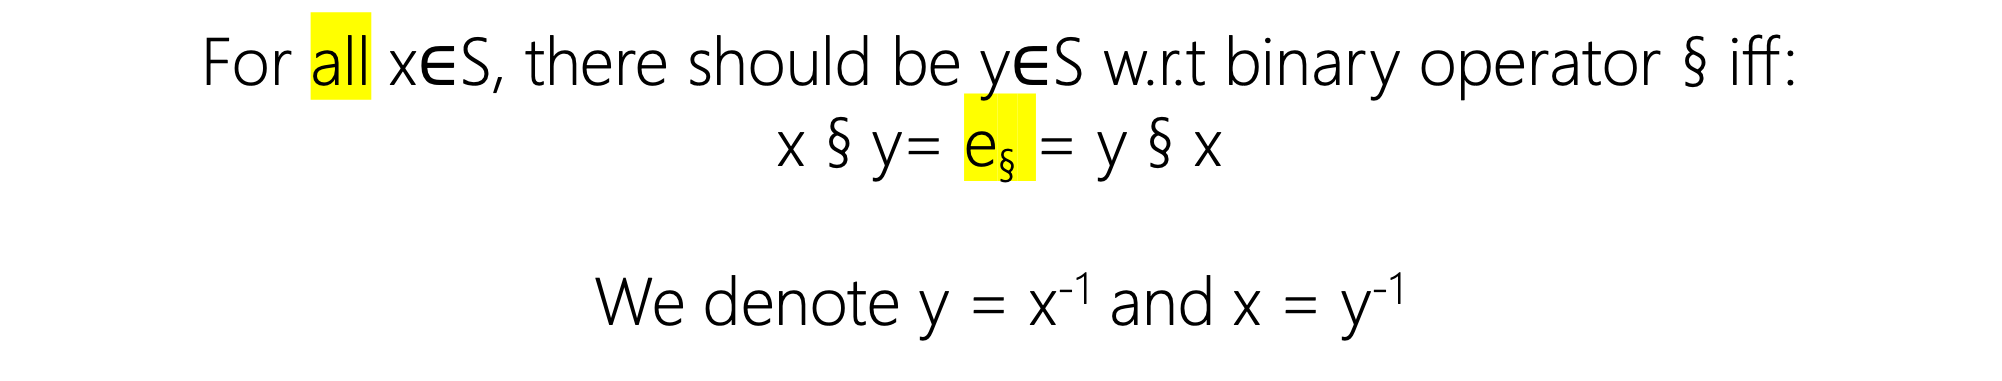 For all x∈S, there should be y∈S w.r.t binary operator § iff:
x § y= e§ = y § x
We denote y = x⁻¹ and x = y⁻¹